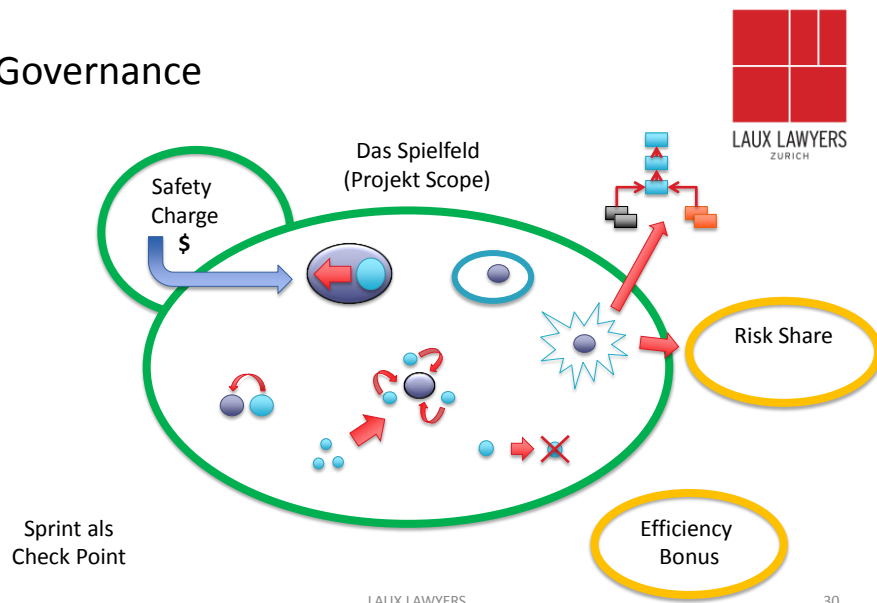 Governance
LAUX LAWYERS
ZURICH
Das Spielfeld
(Projekt Scope)
Safety
Charge
$
Risk Share
Sprint als
Check Point
Efficiency
Bonus
LAUX LAWYERS
30